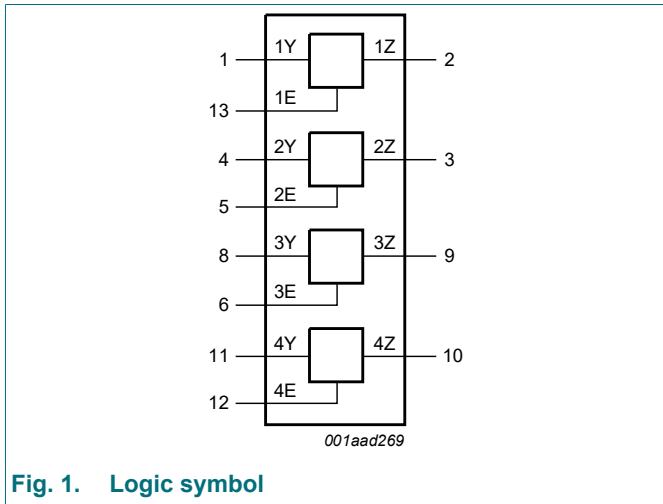 1 1Y 1Z 2
13 1E
4 2Y 2Z 3
5 2E
8 3Y 3Z 9
6 3E
11 4Y 4Z 10
12 4E
001aad269
Fig. 1. Logic symbol